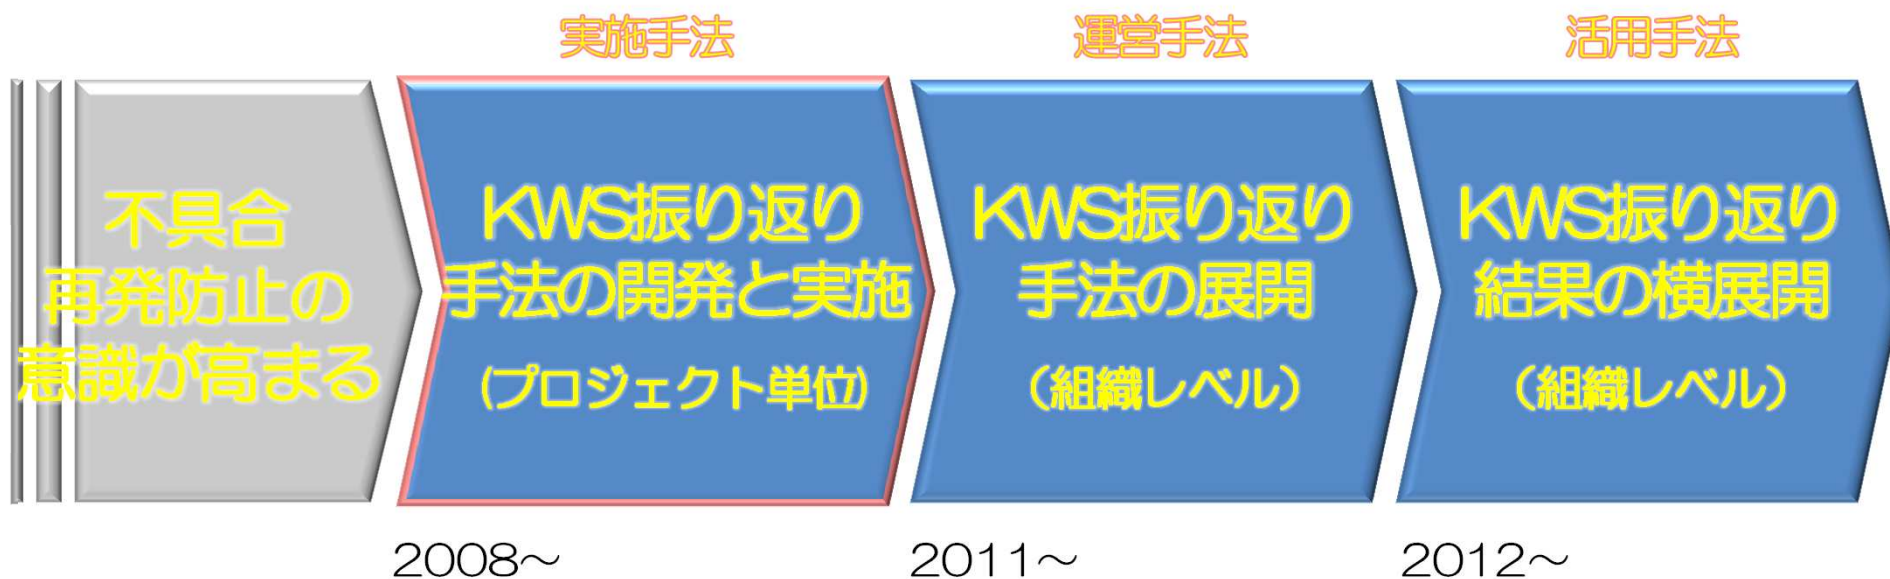 実施手法
運営手法
活用手法
不具合
再発防止の
意識が高まる
KWS振り返り
手法の開発と実施
(プロジェクト単位)
KWS振り返り
手法の展開
（組織レベル）
KWS振り返り
結果の横展開
（組織レベル）
2008～
2011～
2012～